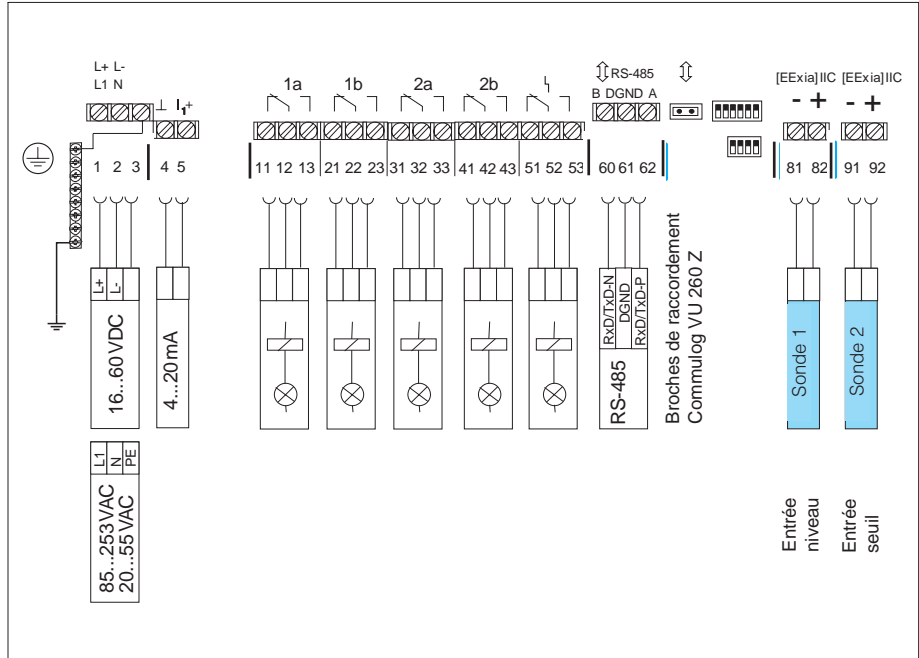 L+ L-
L1 N
⊥ I1+
1a
1b
2a
2b
RS-485
B DGND A
[EExia]IIC
[EExia]IIC
- +
- +
1 2 3
4 5
11 12 13
21 22 23
31 32 33
41 42 43
51 52 53
60 61 62
81 82
91 92
L+
L-
16...60VDC
4...20mA
RxD/TxD-N
DGND
RxD/TxD-P
RS-485
Broches de raccordement
Commulog VU 260 Z
Sonde 1
Sonde 2
L1
N
PE
85...253VAC
20...55VAC
Entrée
niveau
Entrée
seuil